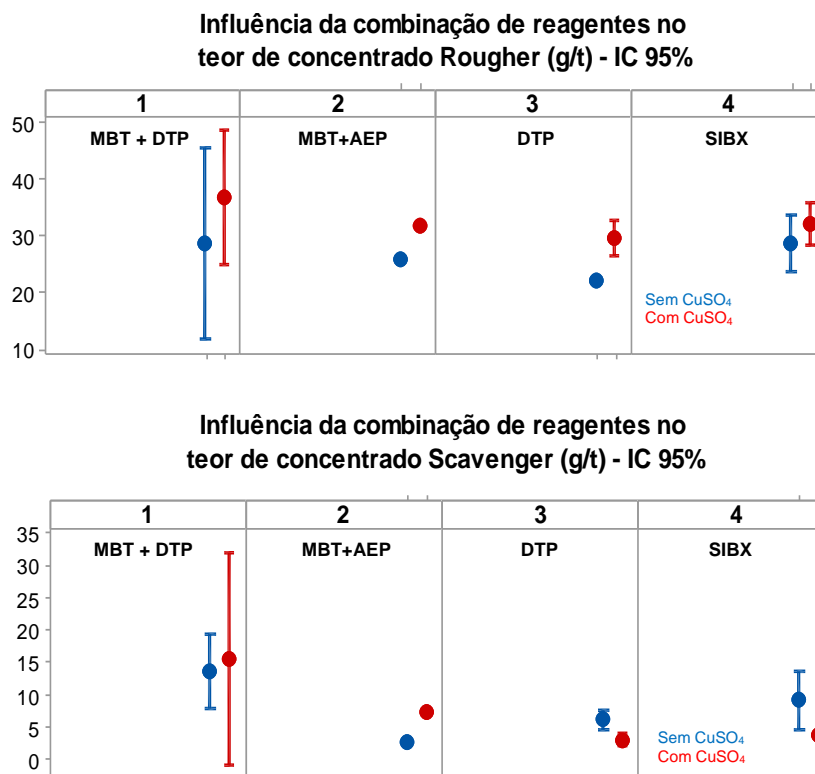 Influência da combinação de reagentes no
teor de concentrado Rougher (g/t) - IC 95%
1 2 3 4
MBT + DTP MBT+AEP DTP SIBX
50
40
30
20
10
Sem CuSO₄
Com CuSO₄
Influência da combinação de reagentes no
teor de concentrado Scavenger (g/t) - IC 95%
1 2 3 4
MBT + DTP MBT+AEP DTP SIBX
35
30
25
20
15
10
5
0
Sem CuSO₄
Com CuSO₄